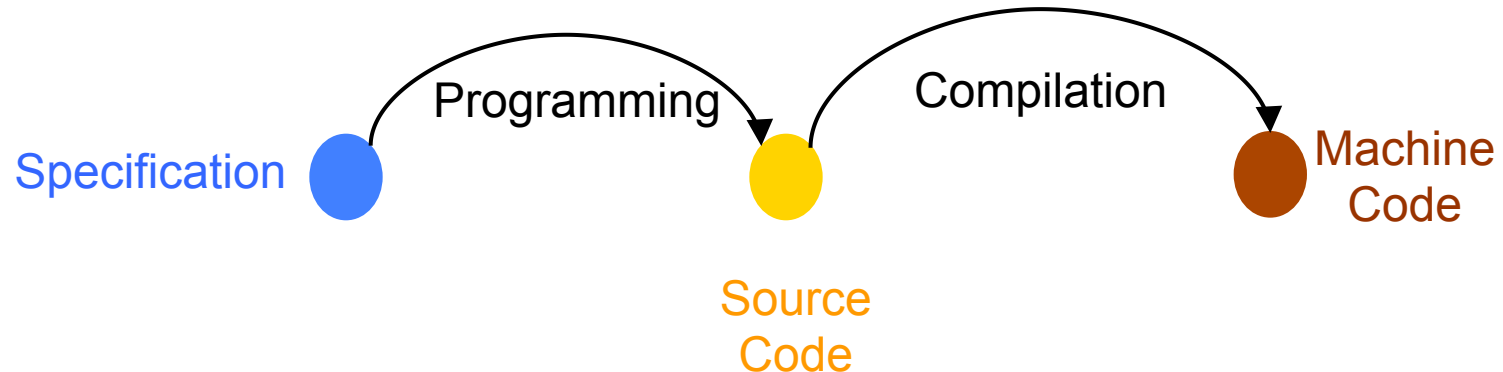 Programming
Compilation
Specification
Machine
Code
Source
Code